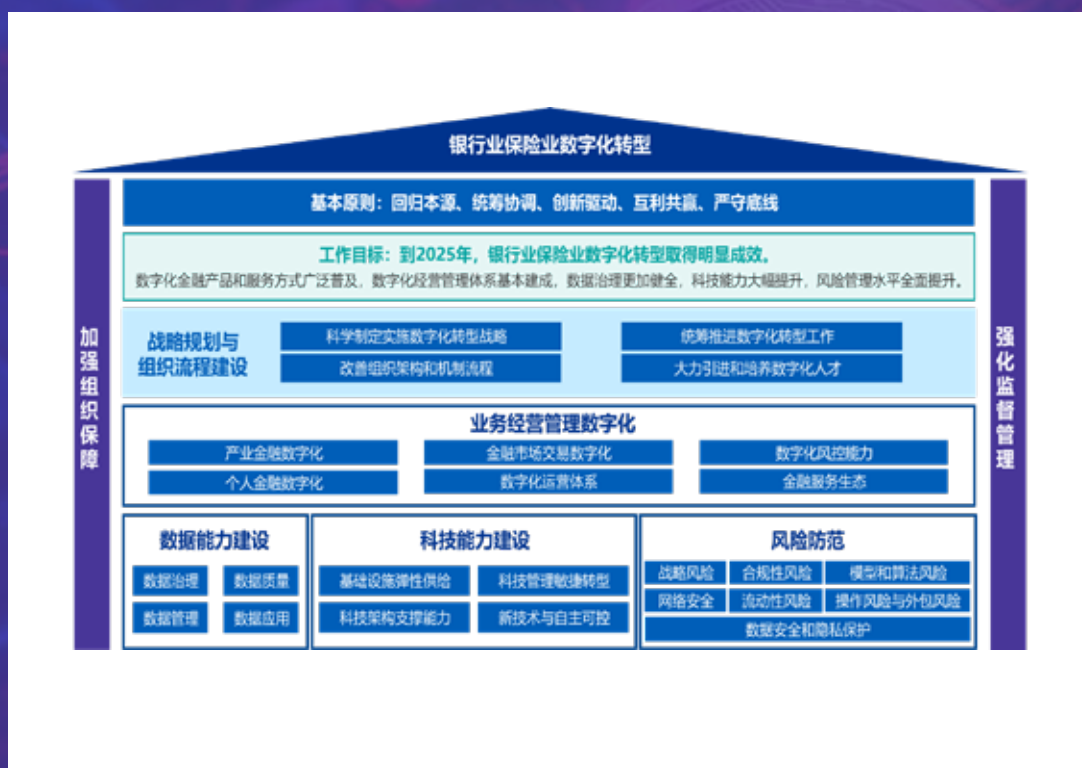 银行业保险业数字化转型
基本原则：回归本源、统筹协调、创新驱动、互利共赢、严守底线
工作目标：到2025年，银行业保险业数字化转型取得明显成效。
数字化金融产品和服务方式广泛普及，数字化经营管理体系基本建成，数据治理更加健全，科技能力大幅提升，风险管理水平全面提升。
加强组织保障
战略规划与
组织流程建设
科学制定实施数字化转型战略
统筹推进数字化转型工作
改善组织架构和机制流程
大力引进和培养数字化人才
业务经营管理数字化
产业金融数字化
金融市场交易数字化
数字化风控能力
个人金融数字化
数字化运营体系
金融服务生态
数据能力建设
数据治理
数据质量
数据管理
数据应用
科技能力建设
基础设施弹性供给
科技管理敏捷转型
科技架构支撑能力
新技术与自主可控
风险防范
战略风险
合规性风险
模型和算法风险
网络安全
流动性风险
操作风险与外包风险
数据安全和隐私保护
强化监督管理